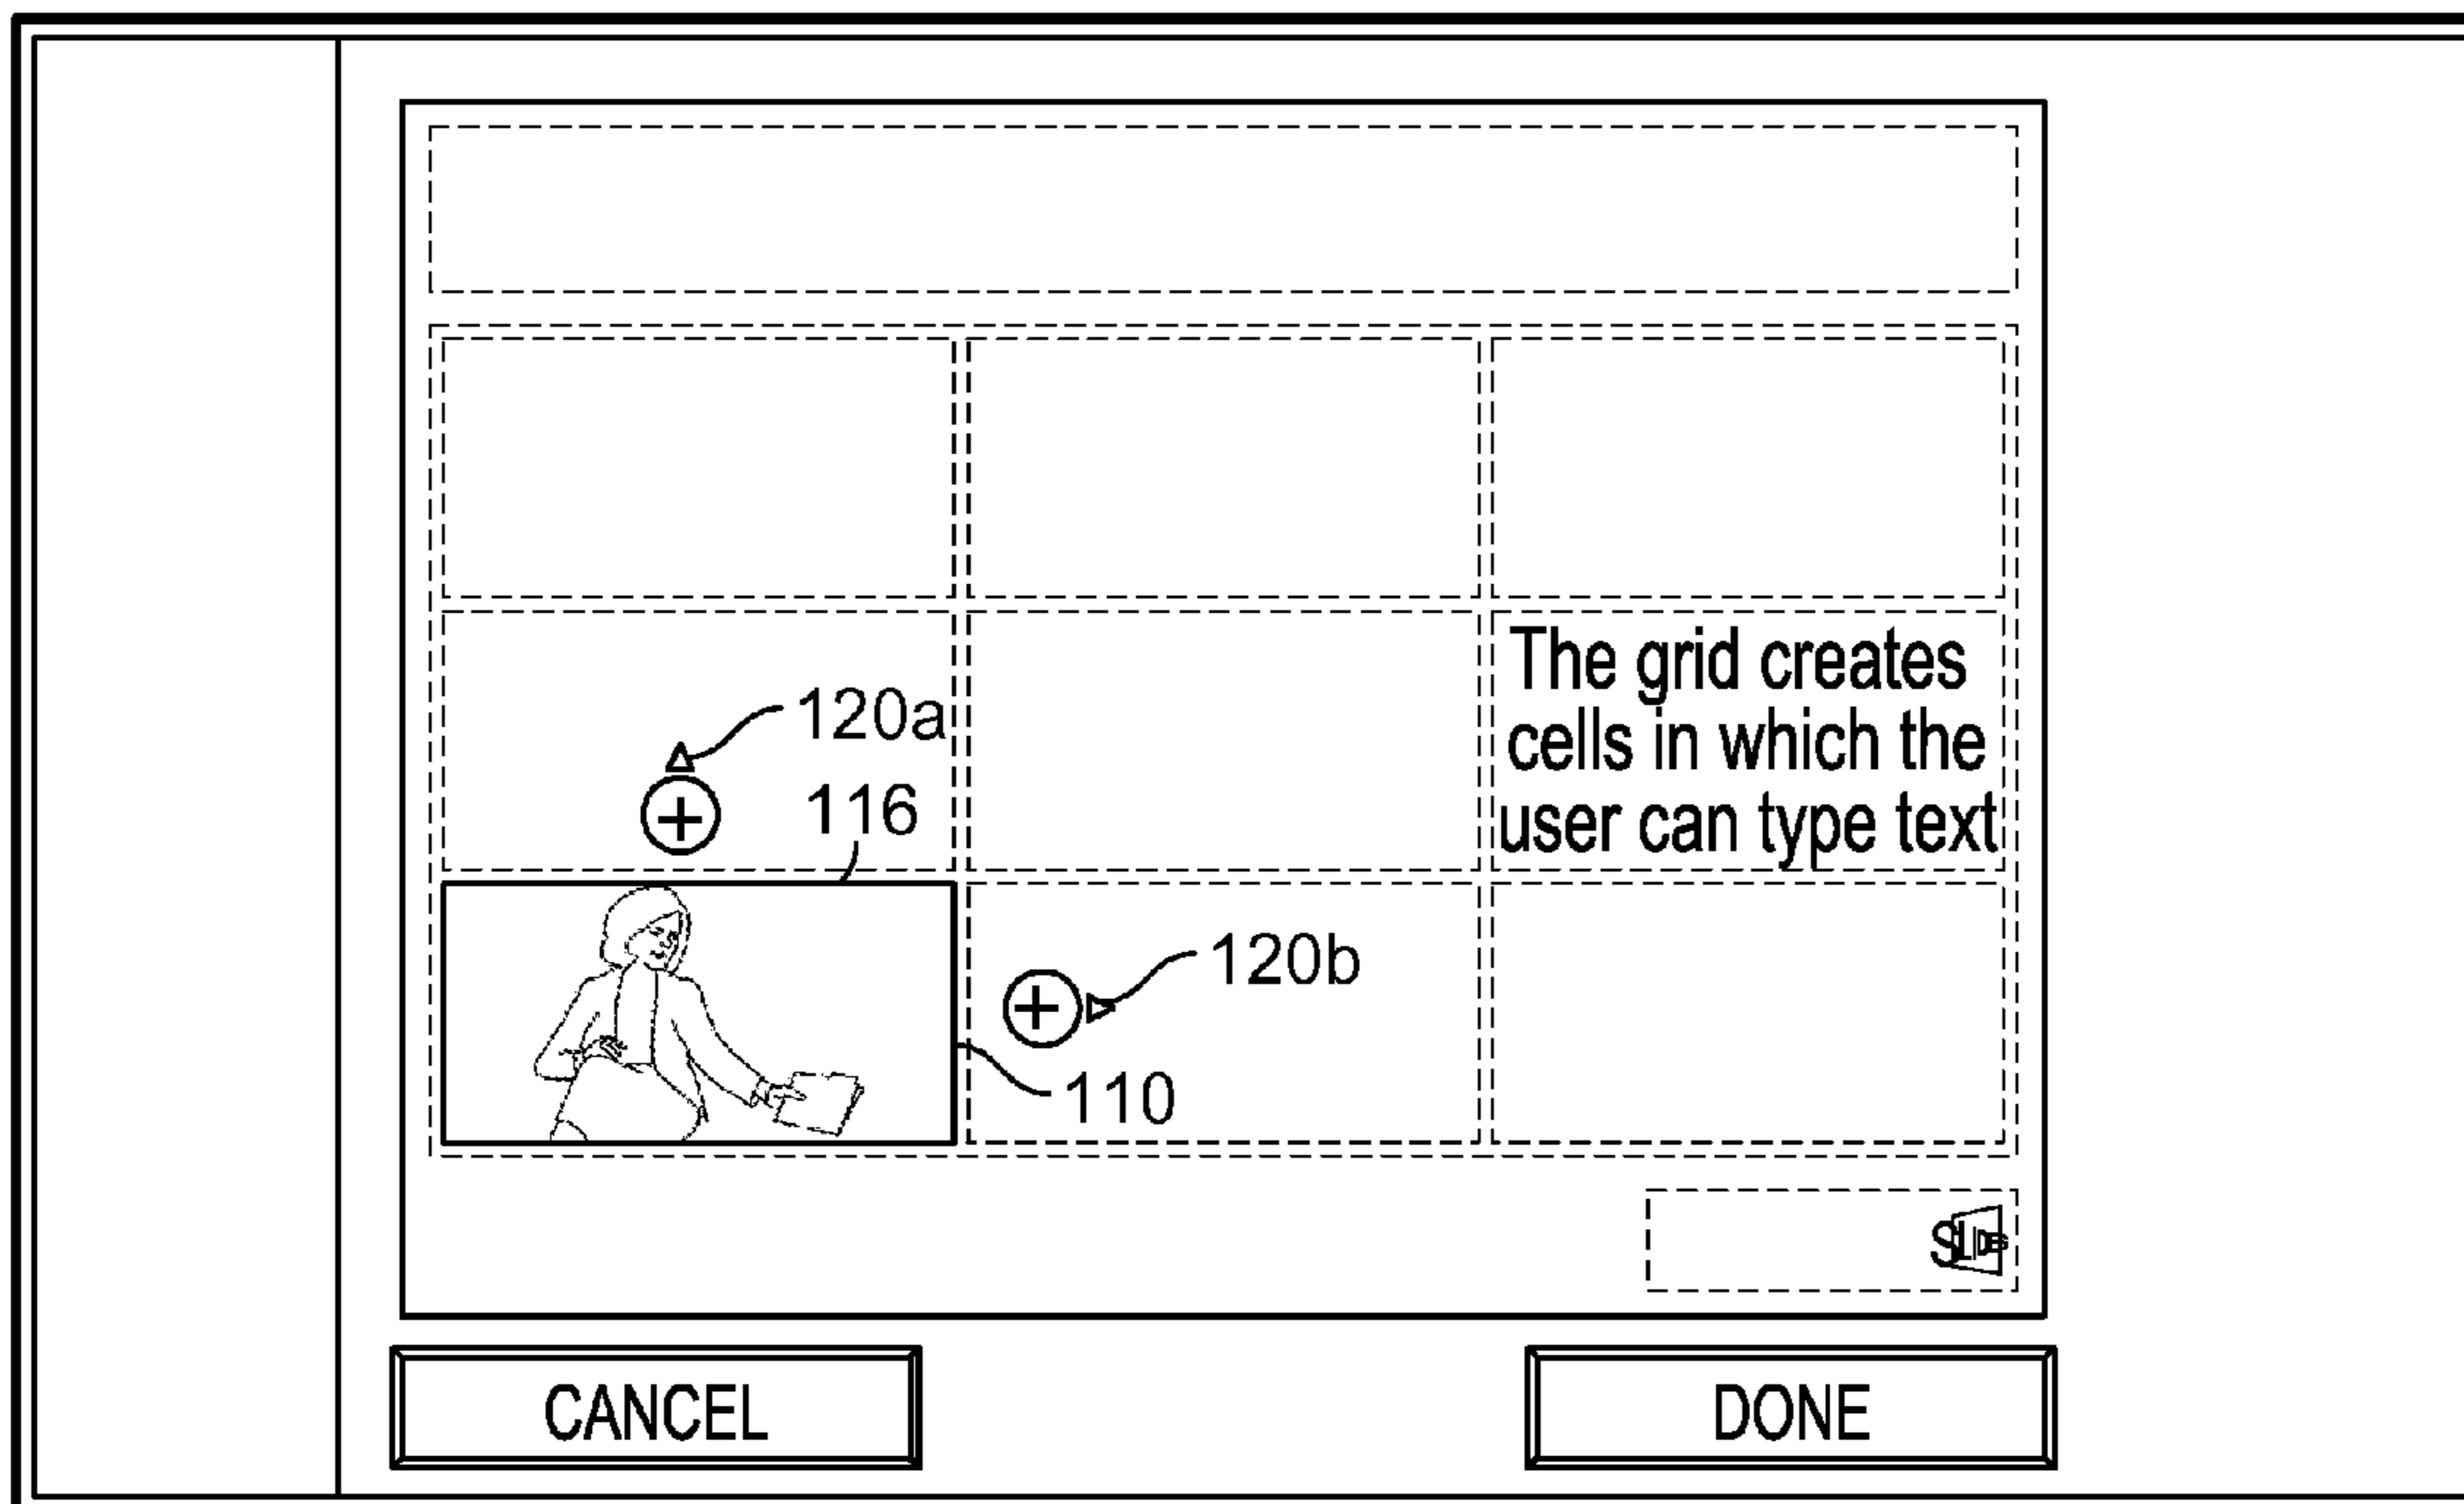 The grid creates
cells in which the
user can type text
120a
116
120b
110
CANCEL
DONE